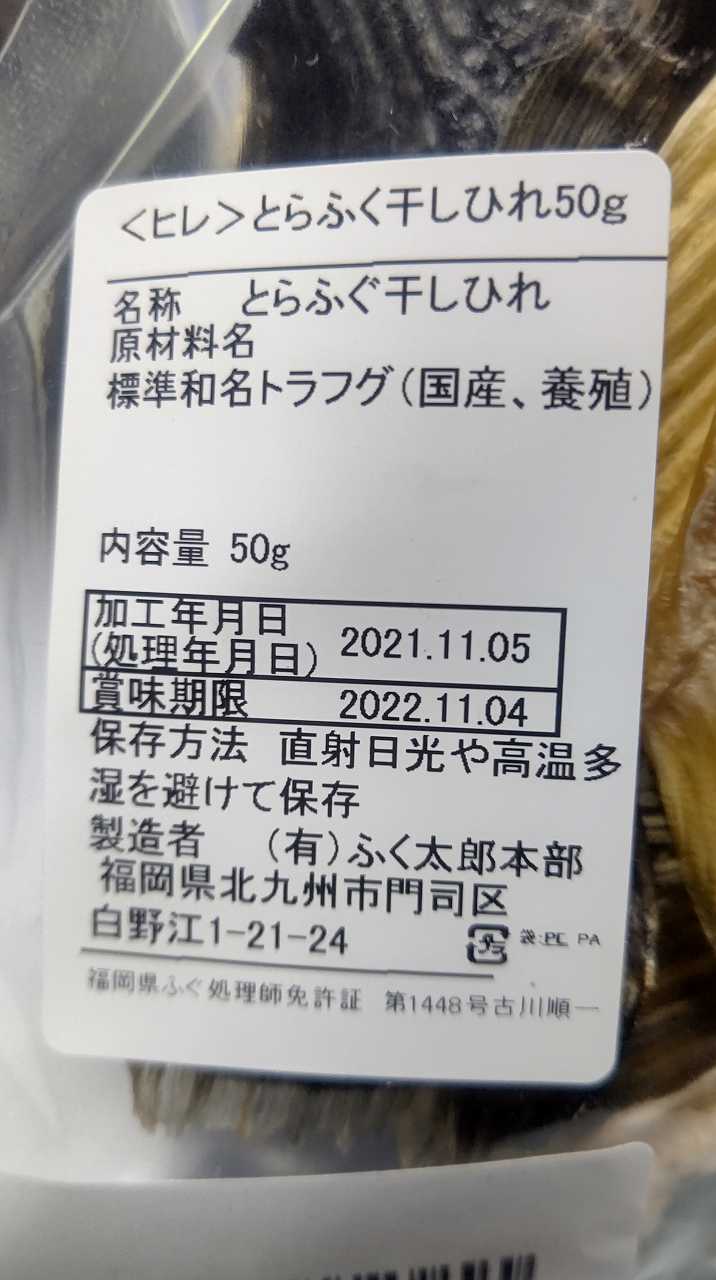 <ヒレ>とらふく干しひれ50g
名称　とらふぐ干しひれ
原材料名
標準和名トラフグ(国産、養殖)
内容量 50g
加工年月日
(処理年月日) 2021.11.05
賞味期限 2022.11.04
保存方法　直射日光や高温多
湿を避けて保存
製造者　(有)ふく太郎本部
福岡県北九州市門司区
白野江1-21-24
プラ 袋:PE PA
福岡県ふぐ処理師免許証　第1448号古川順一